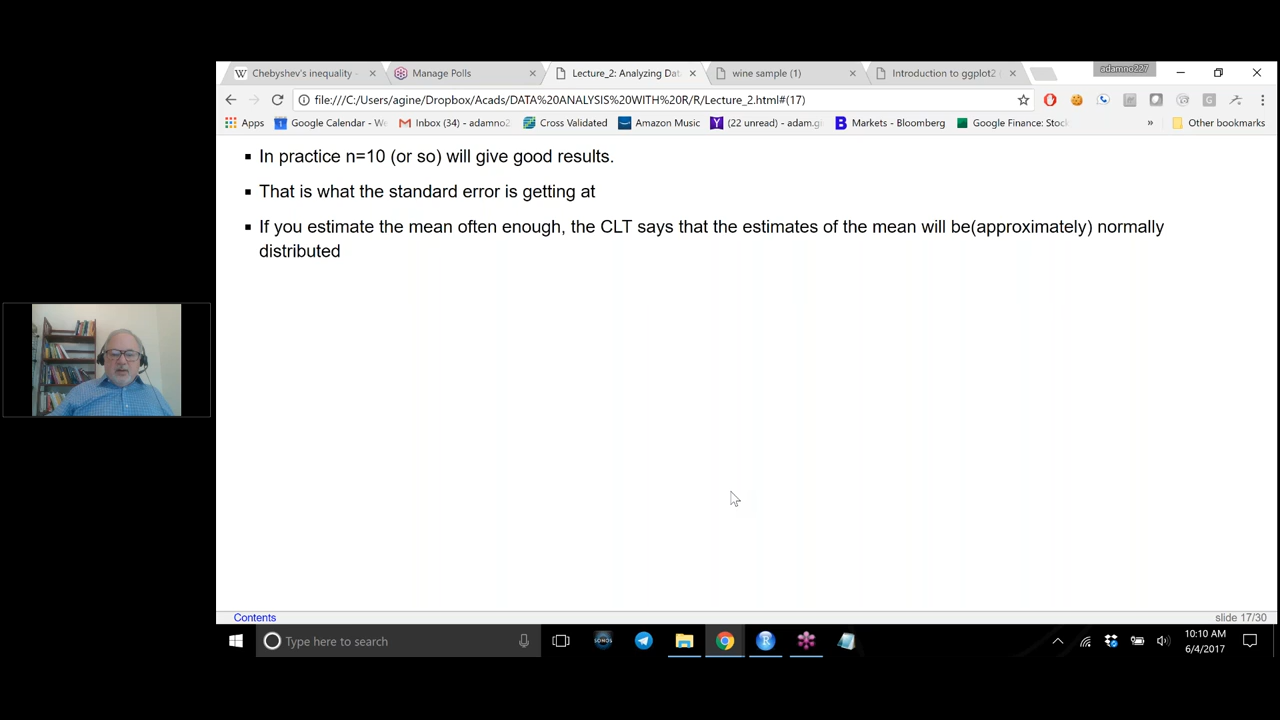 adamno227
Chebyshev's inequality -
Manage Polls
Lecture_2: Analyzing Dat
wine sample (1)
Introduction to ggplot2 (
file:///C:/Users/agine/Dropbox/Acads/DATA%20ANALYSIS%20WITH%20R/R/Lecture_2.html#(17)
Apps
Google Calendar - We
Inbox (34) - adamno2
Cross Validated
Amazon Music
(22 unread) - adam.gi
Markets - Bloomberg
Google Finance: Stock
»
Other bookmarks
In practice n=10 (or so) will give good results.
That is what the standard error is getting at
If you estimate the mean often enough, the CLT says that the estimates of the mean will be(approximately) normally
distributed
Contents
slide 17/30
Type here to search
SOMOS
10:10 AM
6/4/2017